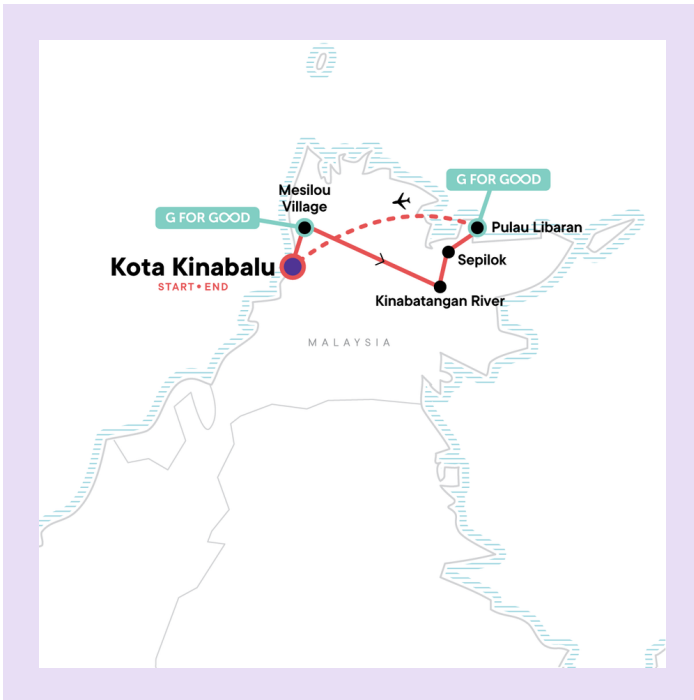 G FOR GOOD
Mesilou
Village
G FOR GOOD
Pulau Libaran
Kota Kinabalu
START • END
Sepilok
Kinabatangan River
MALAYSIA